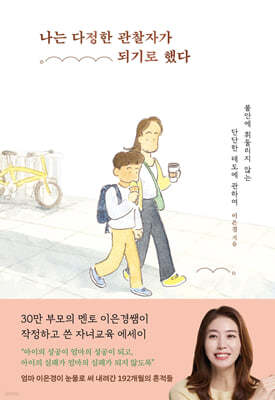 나는 다정한 관찰자가
되기로 했다
불안에 휘둘리지 않는
단단한 태도에 관하여
이은경 지음
30만 부모의 멘토 이은경쌤이
작정하고 쓴 자녀교육 에세이
“아이의 성공이 엄마의 성공이 되고,
아이의 실패가 엄마의 실패가 되지 않도록”
엄마 이은경이 눈물로 써 내려간 192개월의 흔적들